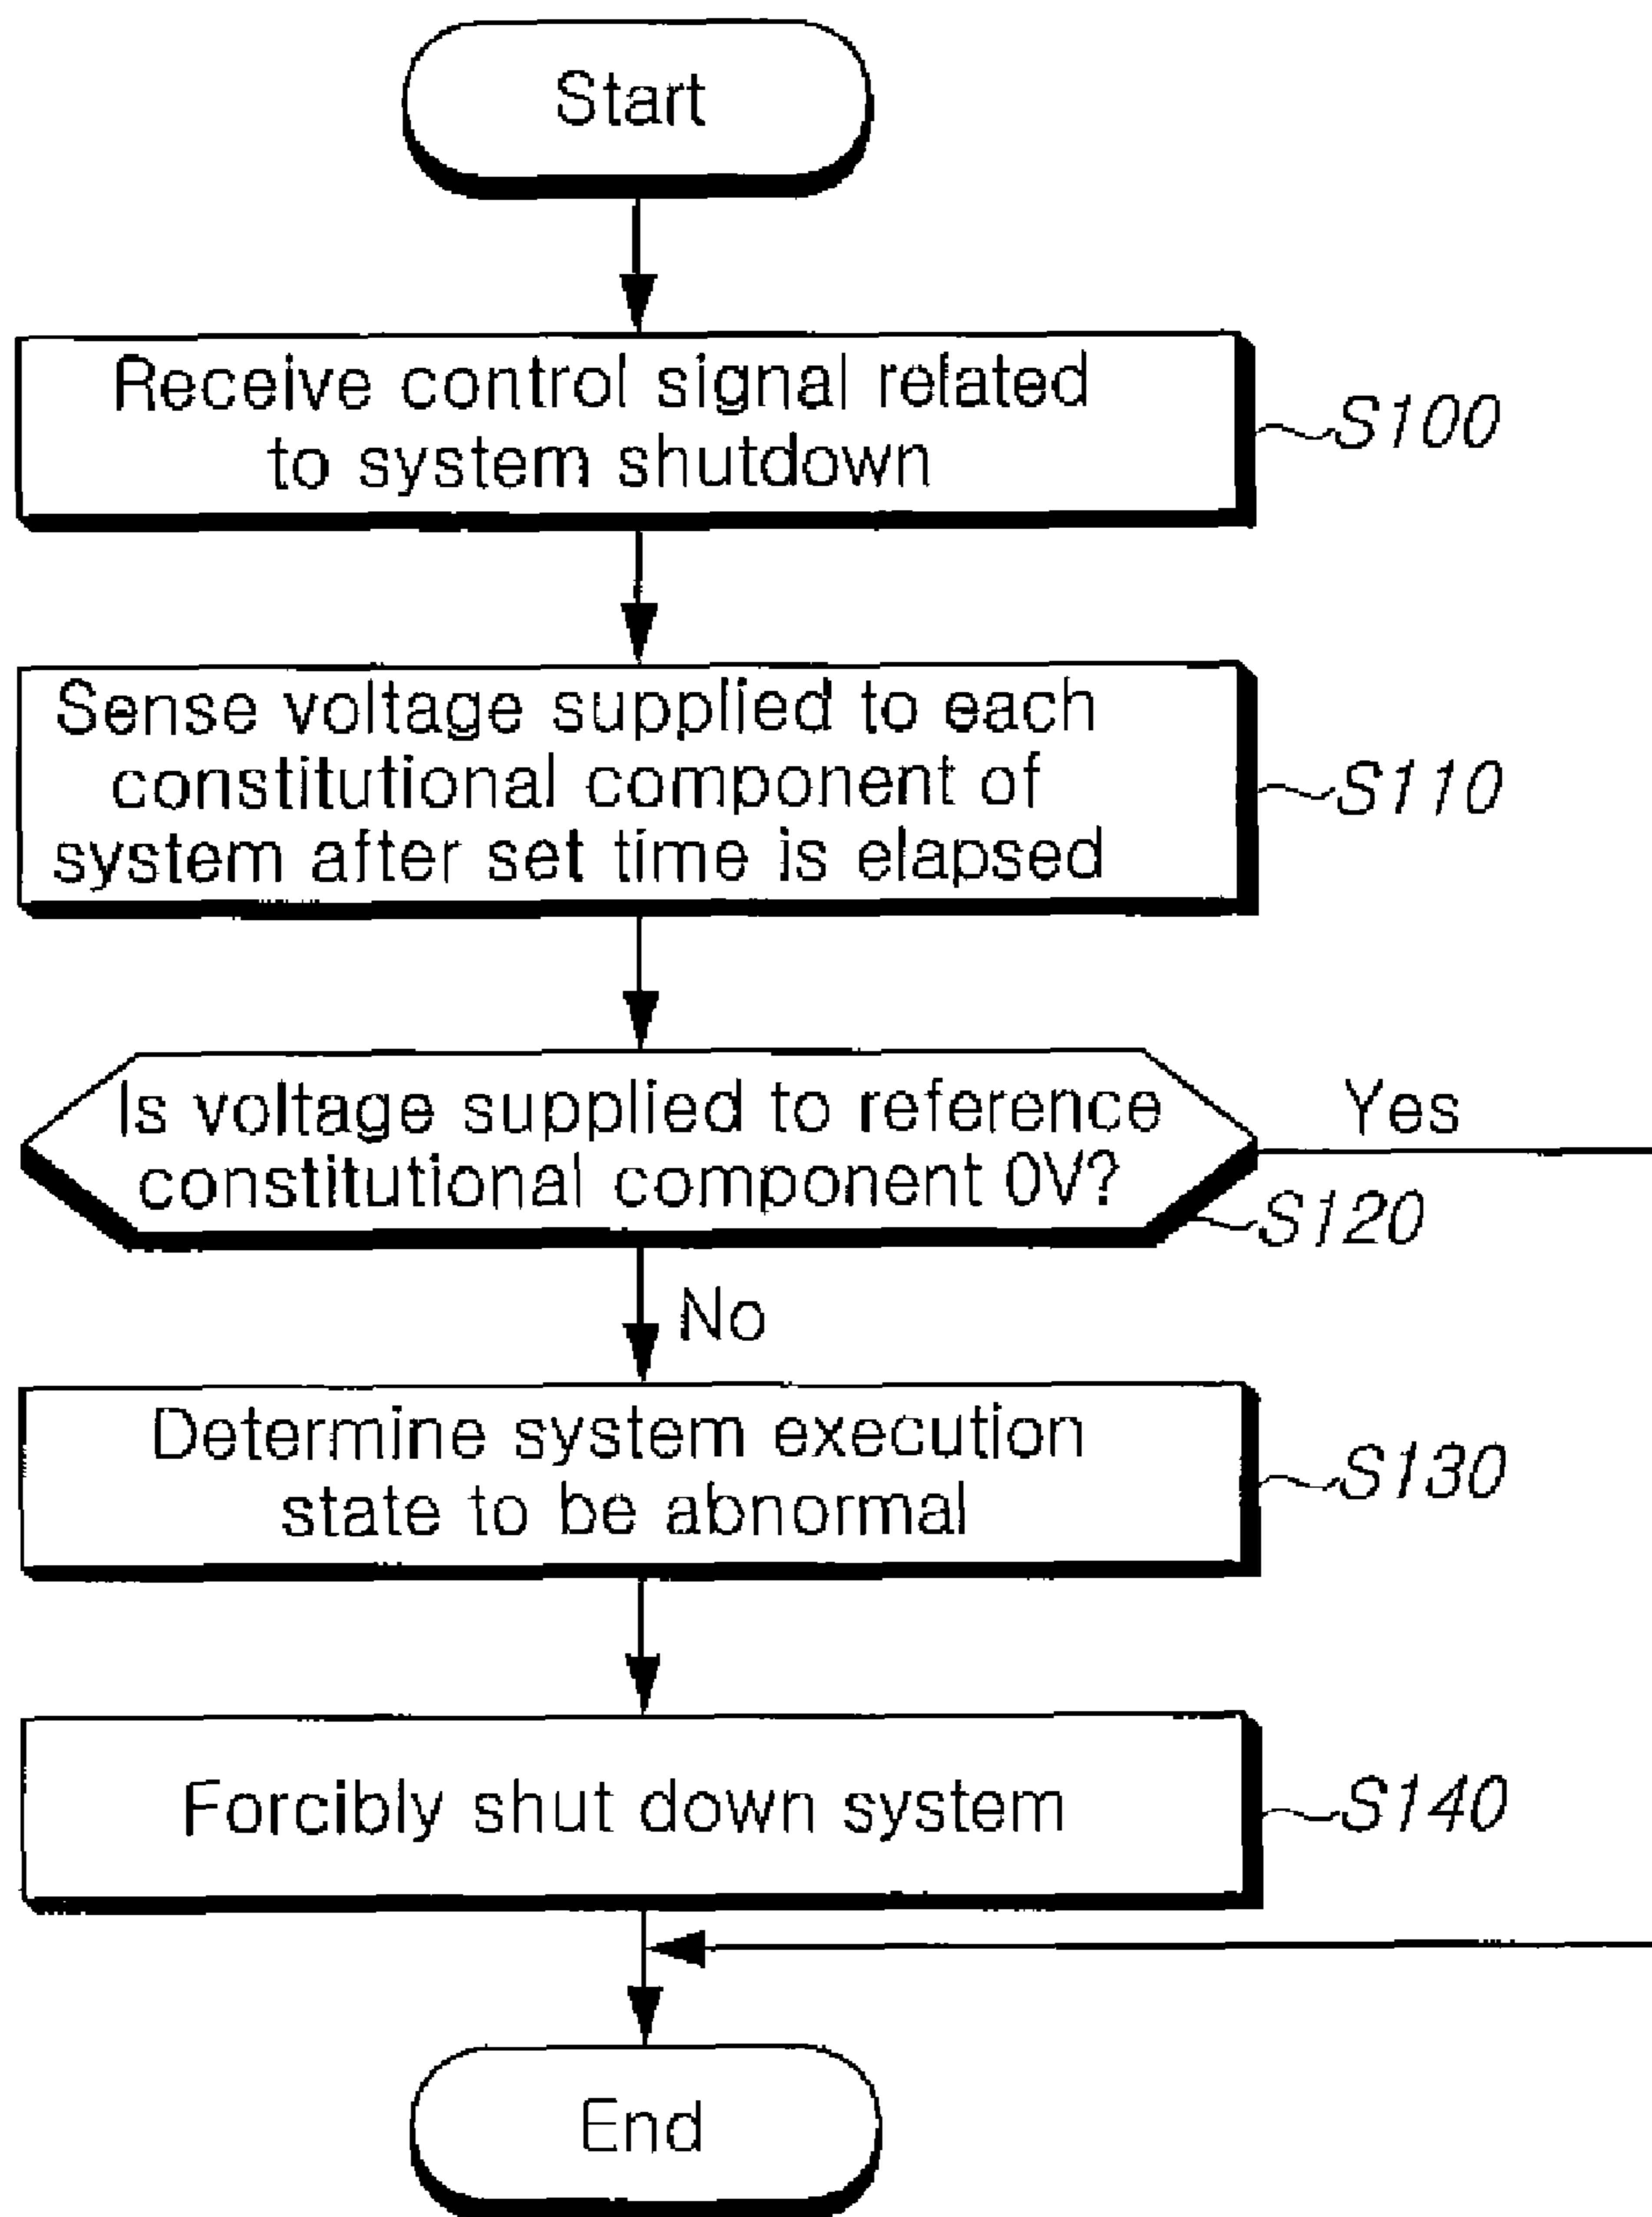 Start
Receive control signal related
to system shutdown
S100
Sense voltage supplied to each
constitutional component of
system after set time is elapsed
S110
Is voltage supplied to reference
constitutional component 0V?
Yes
S120
No
Determine system execution
state to be abnormal
S130
Forcibly shut down system
S140
End